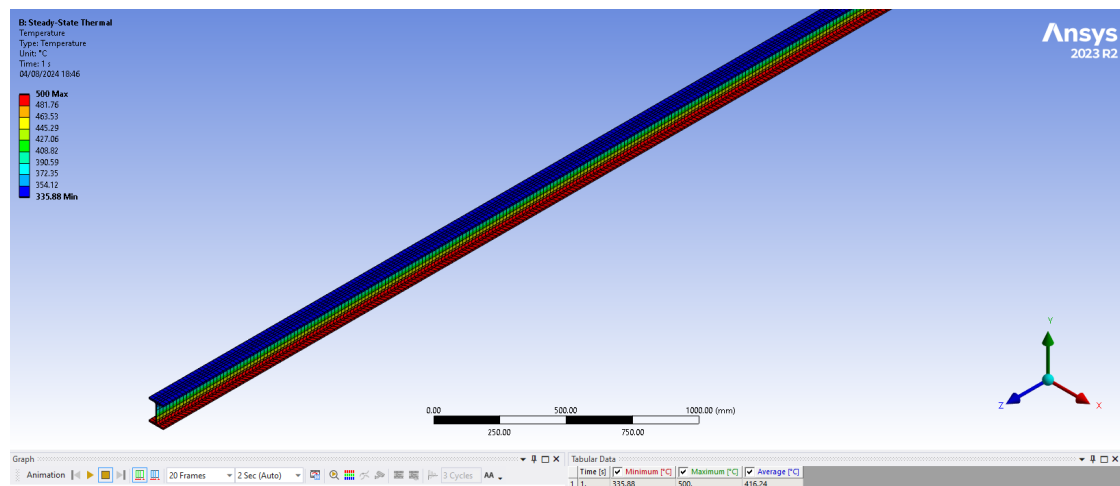 B: Steady-State Thermal
Temperature
Type: Temperature
Unit: °C
Time: 1 s
04/08/2024 18:46
500 Max
481.76
463.53
445.29
427.06
408.82
390.59
372.35
354.12
335.88 Min
Ansys
2023 R2
Y
Z
X
0.00 500.00 1000.00 (mm)
250.00 750.00
Graph
Animation 20 Frames 2 Sec (Auto) 3 Cycles AA
Tabular Data
Time [s] Minimum [°C] Maximum [°C] Average [°C]
1 1. 335.88 500. 416.24